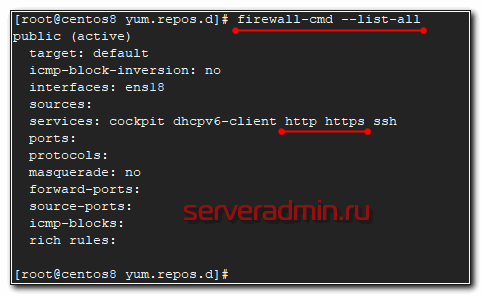 [root@centos8 yum.repos.d]# firewall-cmd --list-all
public (active)
  target: default
  icmp-block-inversion: no
  interfaces: ens18
  sources:
  services: cockpit dhcpv6-client http https ssh
  ports:
  protocols:
  masquerade: no
  forward-ports:
  source-ports:
  icmp-blocks:
  rich rules:
serveradmin.ru
[root@centos8 yum.repos.d]#